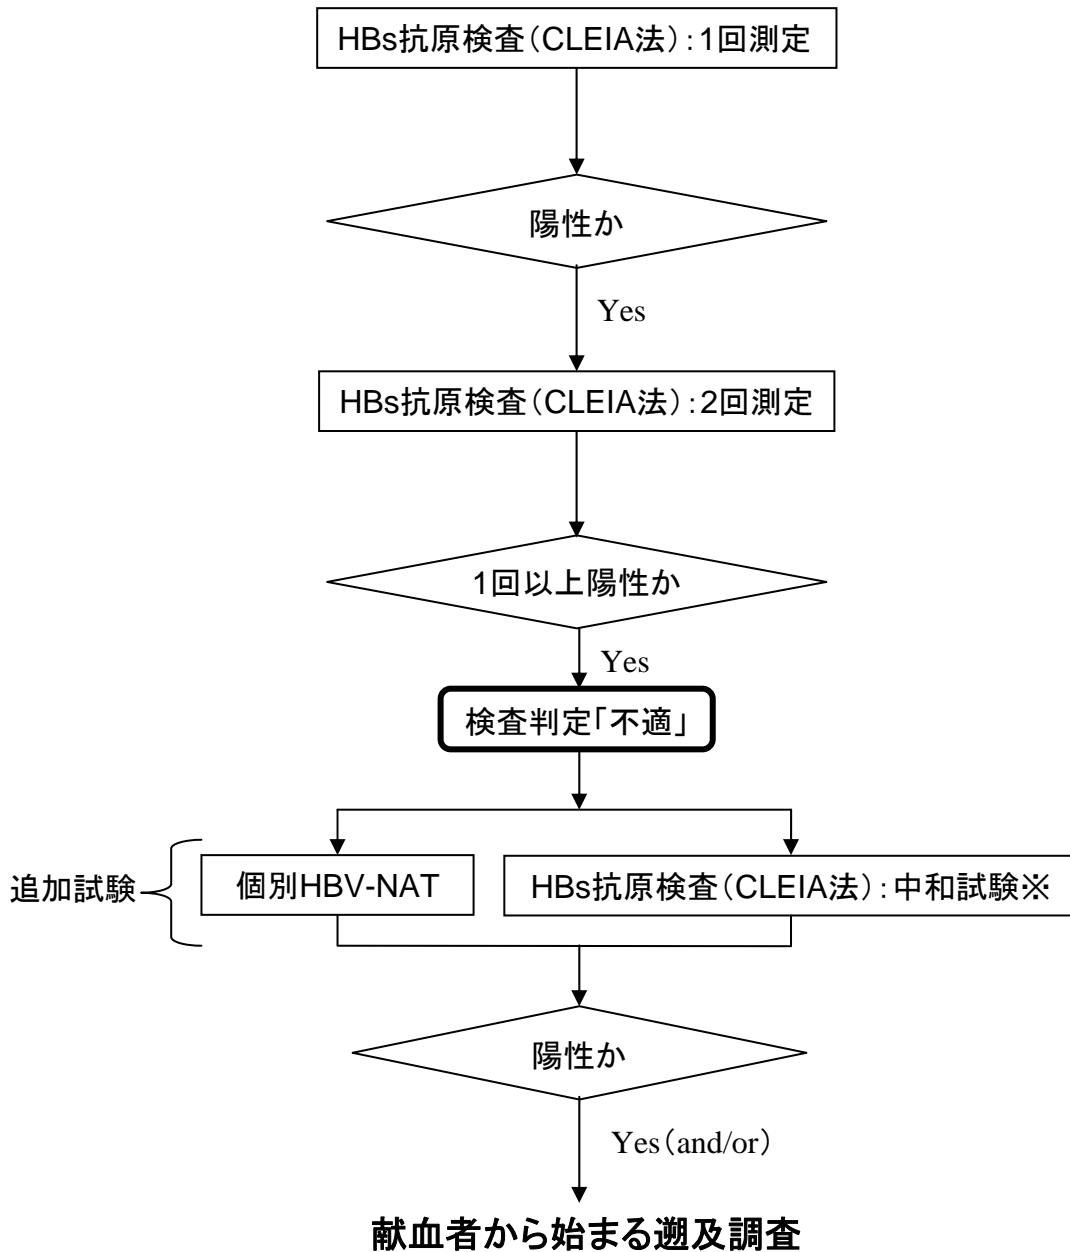 HBs抗原検査（CLEIA法）：1回測定
陽性か
Yes
HBs抗原検査（CLEIA法）：2回測定
1回以上陽性か
Yes
検査判定「不適」
追加試験
個別HBV-NAT
HBs抗原検査（CLEIA法）：中和試験※
陽性か
Yes（and/or）
献血者から始まる遡及調査